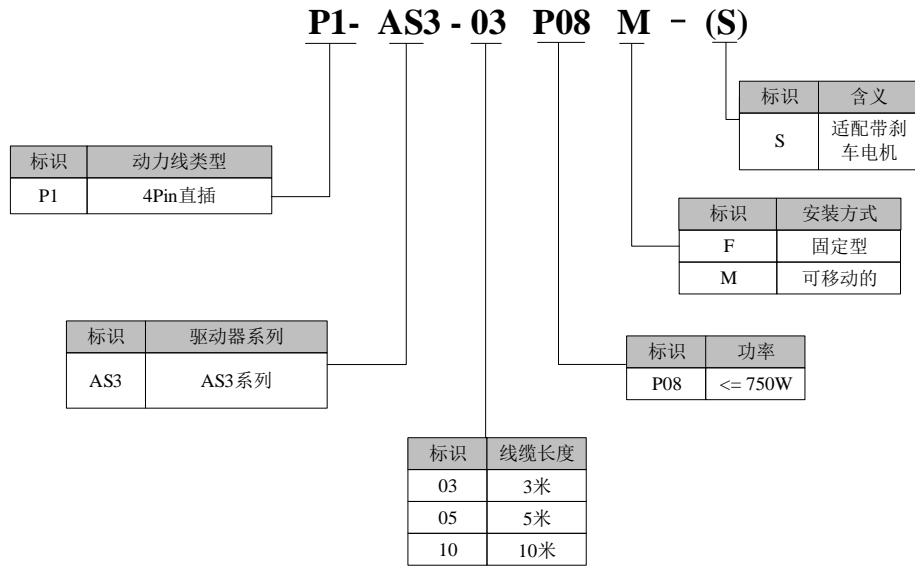 P1- AS3 - 03 P08 M - (S)
标识 含义
S 适配带刹
车电机
标识 动力线类型
P1 4Pin直插
标识 安装方式
F 固定型
M 可移动的
标识 驱动器系列
AS3 AS3系列
标识 功率
P08 <= 750W
标识 线缆长度
03 3米
05 5米
10 10米